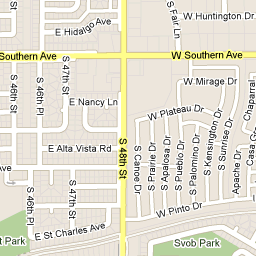 S Fair Ln
W Huntington Dr
E Hidalgo Ave
Southern Ave
W Southern Ave
S 46th St
S 46th Pl
S 47th St
W Mirage Dr
E Nancy Ln
Chaparral
W Plateau Dr
S 48th St
S Canoe Dr
S Prairie Dr
S Apalosa Dr
S Pueblo Dr
S Palomino Dr
S Kensington Dr
S Sunrise Dr
Casa
Apache Dr
E Alta Vista Rd
S 46th Pl
S 47th St
W Pinto Dr
E St Charles Ave
t Park
Svob Park